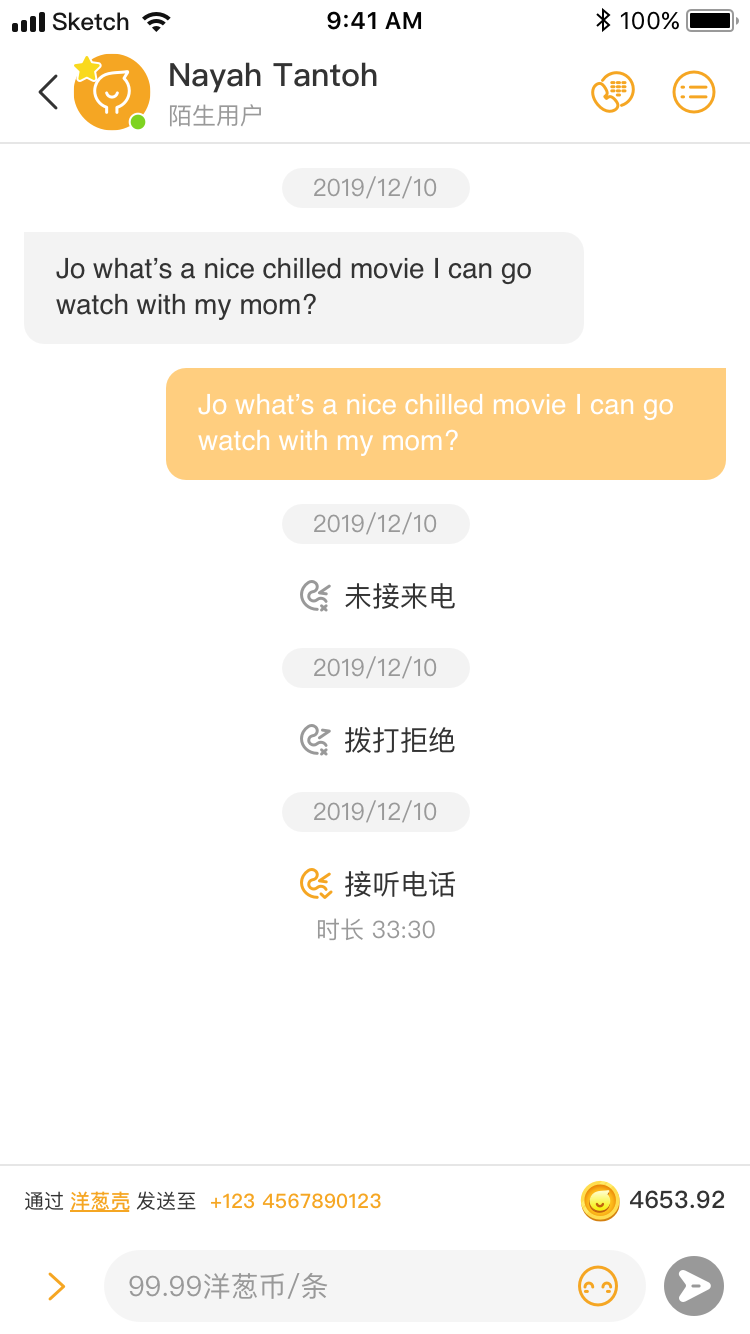 Sketch 9:41 AM 100%
Nayah Tantoh
陌生用户
2019/12/10
Jo what’s a nice chilled movie I can go
watch with my mom?
Jo what’s a nice chilled movie I can go
watch with my mom?
2019/12/10
未接来电
2019/12/10
拨打拒绝
2019/12/10
接听电话
时长 33:30
通过 洋葱壳 发送至 +123 4567890123 4653.92
99.99洋葱币/条